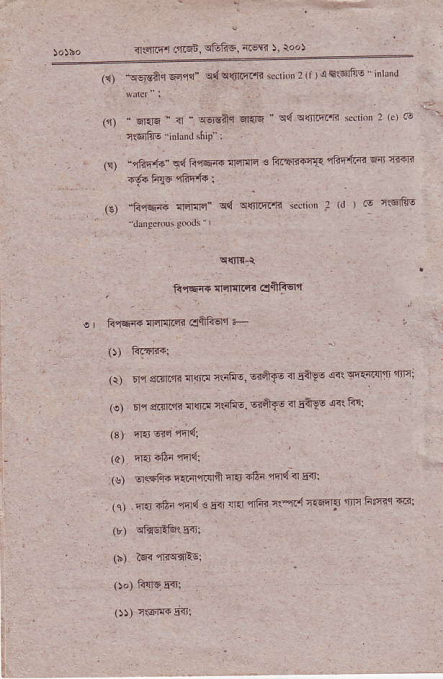 ১০১৯০ বাংলাদেশ গেজেট, অতিরিক্ত, নভেম্বর ১, ২০০১
(খ) "অভ্যন্তরীণ জলপথ" অর্থ অধ্যাদেশের section 2 (f) এ সংজ্ঞায়িত "inland
water" ;
(গ) "জাহাজ" বা "অভ্যন্তরীণ জাহাজ" অর্থ অধ্যাদেশের section 2 (e) তে
সংজ্ঞায়িত "inland ship" ;
(ঘ) "পরিদর্শক" অর্থ বিপজ্জনক মালামাল ও বিস্ফোরকসমূহ পরিদর্শনের জন্য সরকার
কর্তৃক নিযুক্ত পরিদর্শক ;
(ঙ) "বিপজ্জনক মালামাল" অর্থ অধ্যাদেশের section 2 (d ) তে সংজ্ঞায়িত
"dangerous goods "।
অধ্যায়-২
বিপজ্জনক মালামালের শ্রেণীবিভাগ
৩। বিপজ্জনক মালামালের শ্রেণীবিভাগ ঃ—
(১) বিস্ফোরক;
(২) চাপ প্রয়োগের মাধ্যমে সংনমিত, তরলীকৃত বা দ্রবীভূত এবং অদহনযোগ্য গ্যাস;
(৩) চাপ প্রয়োগের মাধ্যমে সংনমিত, তরলীকৃত বা দ্রবীভূত এবং বিষ;
(৪) দাহ্য তরল পদার্থ;
(৫) দাহ্য কঠিন পদার্থ;
(৬) তাৎক্ষণিক দহনোপযোগী দাহ্য কঠিন পদার্থ বা দ্রব্য;
(৭) দাহ্য কঠিন পদার্থ ও দ্রব্য যাহা পানির সংস্পর্শে সহজদাহ্য গ্যাস নিঃসরণ করে;
(৮) অক্সিডাইজিং দ্রব্য;
(৯) জৈব পারঅক্সাইড;
(১০) বিষাক্ত দ্রব্য;
(১১) সংক্রামক দ্রব্য;